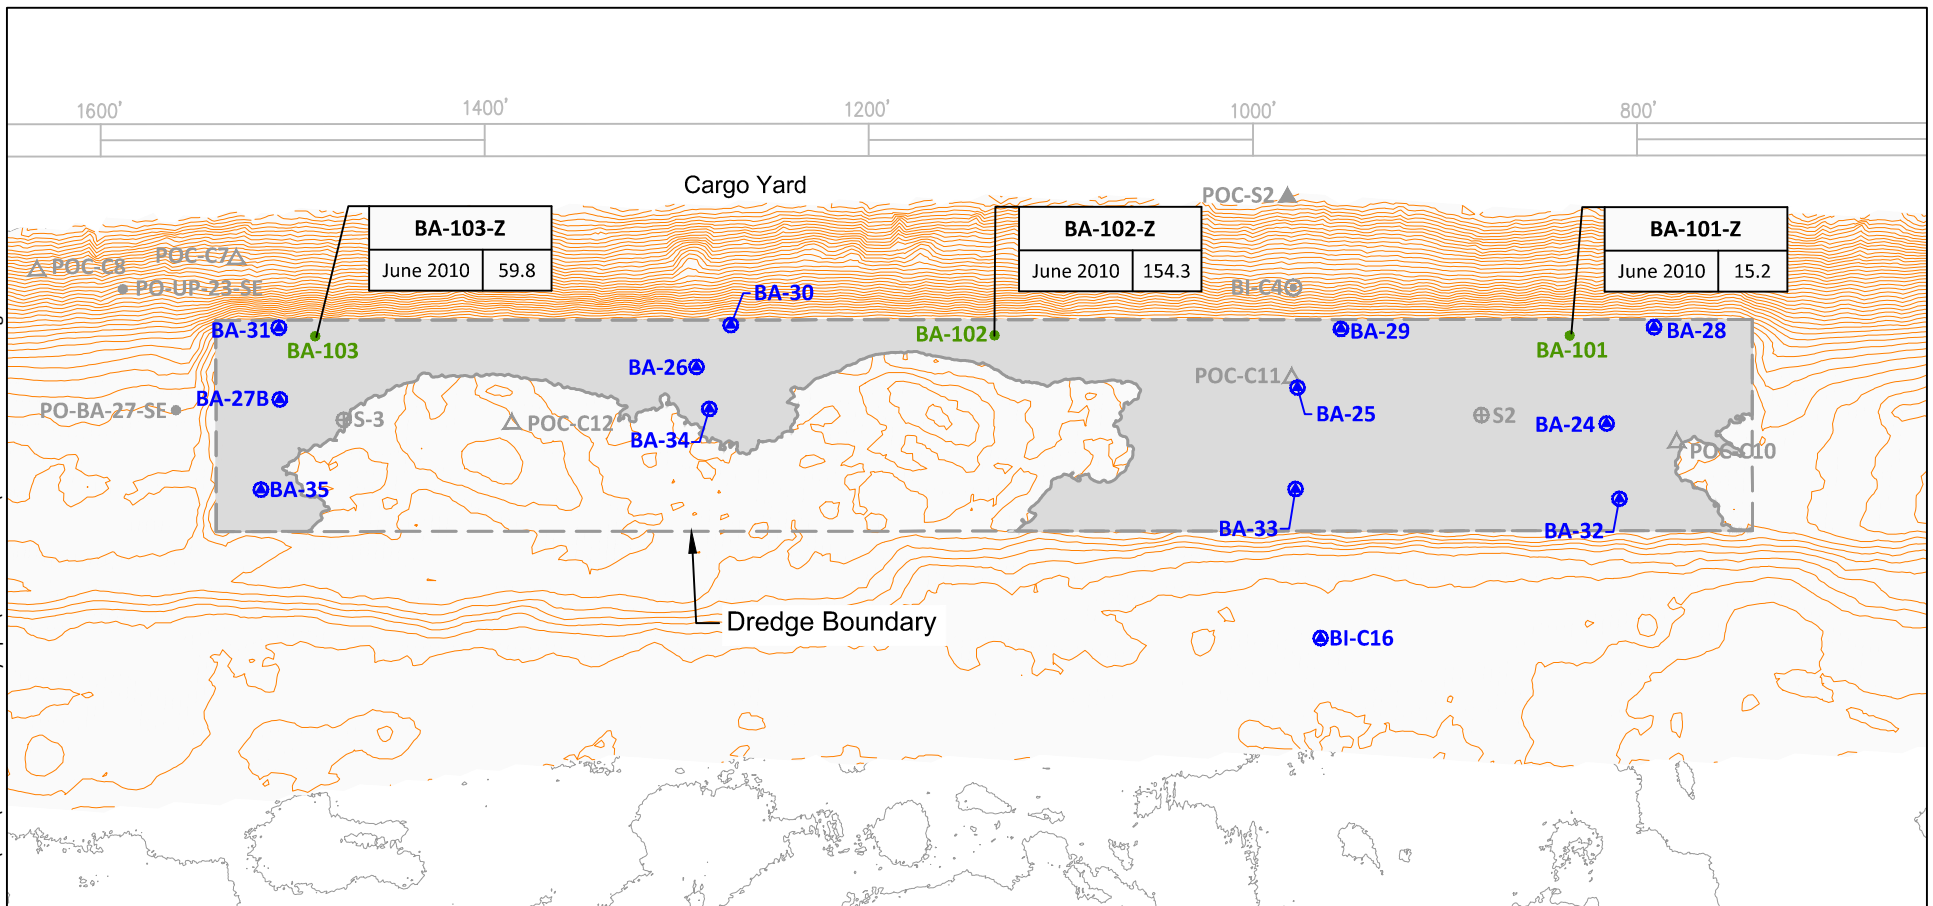 1600' 1400' 1200' 1000' 800'
Cargo Yard
POC-S2
BA-103-Z
June 2010 59.8
BA-102-Z
June 2010 154.3
BA-101-Z
June 2010 15.2
POC-C8
POC-C7
PO-UP-23-SE
BI-C4
BA-30
BA-31
BA-103
BA-102
BA-29
BA-101
BA-28
BA-26
BA-27B
PO-BA-27-SE
S-3
POC-C12
BA-34
POC-C11
BA-25
S2
BA-24
POC-C10
BA-35
BA-33
BA-32
Dredge Boundary
BI-C16